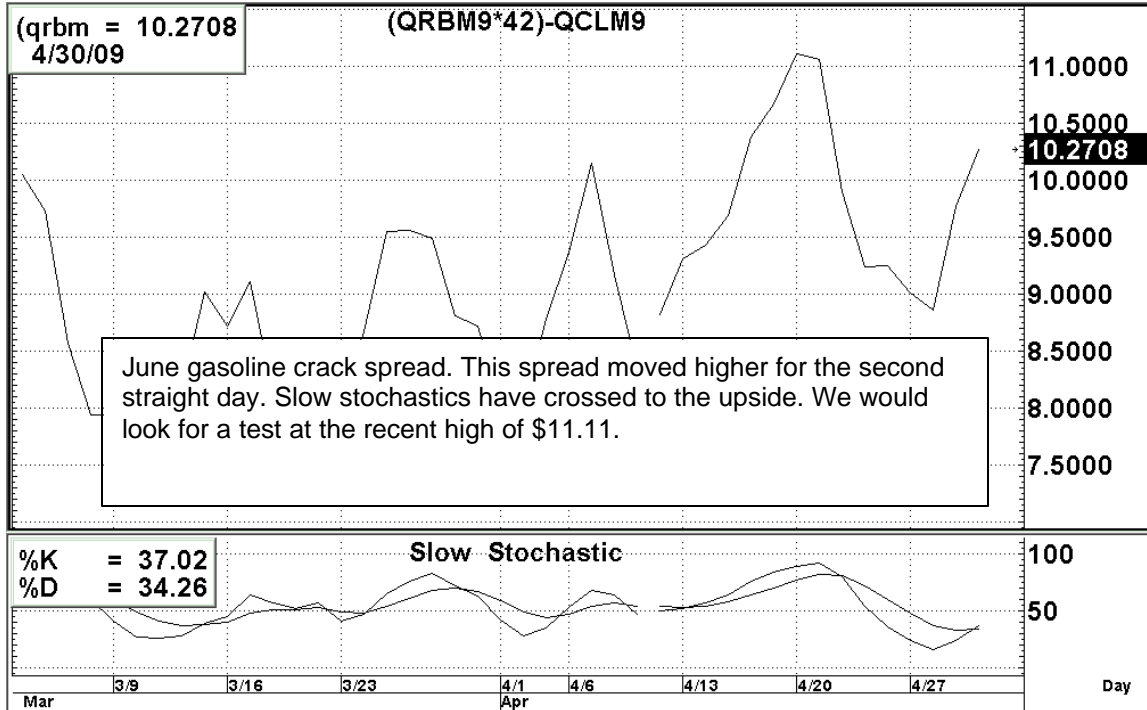 (qrbm = 10.2708
4/30/09
(QRBM9*42)-QCLM9
11.0000
10.5000
10.2708
10.0000
9.5000
9.0000
8.5000
8.0000
7.5000
June gasoline crack spread. This spread moved higher for the second
straight day. Slow stochastics have crossed to the upside. We would
look for a test at the recent high of $11.11.
%K = 37.02
%D = 34.26
Slow Stochastic
100
50
3/9 3/16 3/23 4/1 4/6 4/13 4/20 4/27 Day
Mar Apr